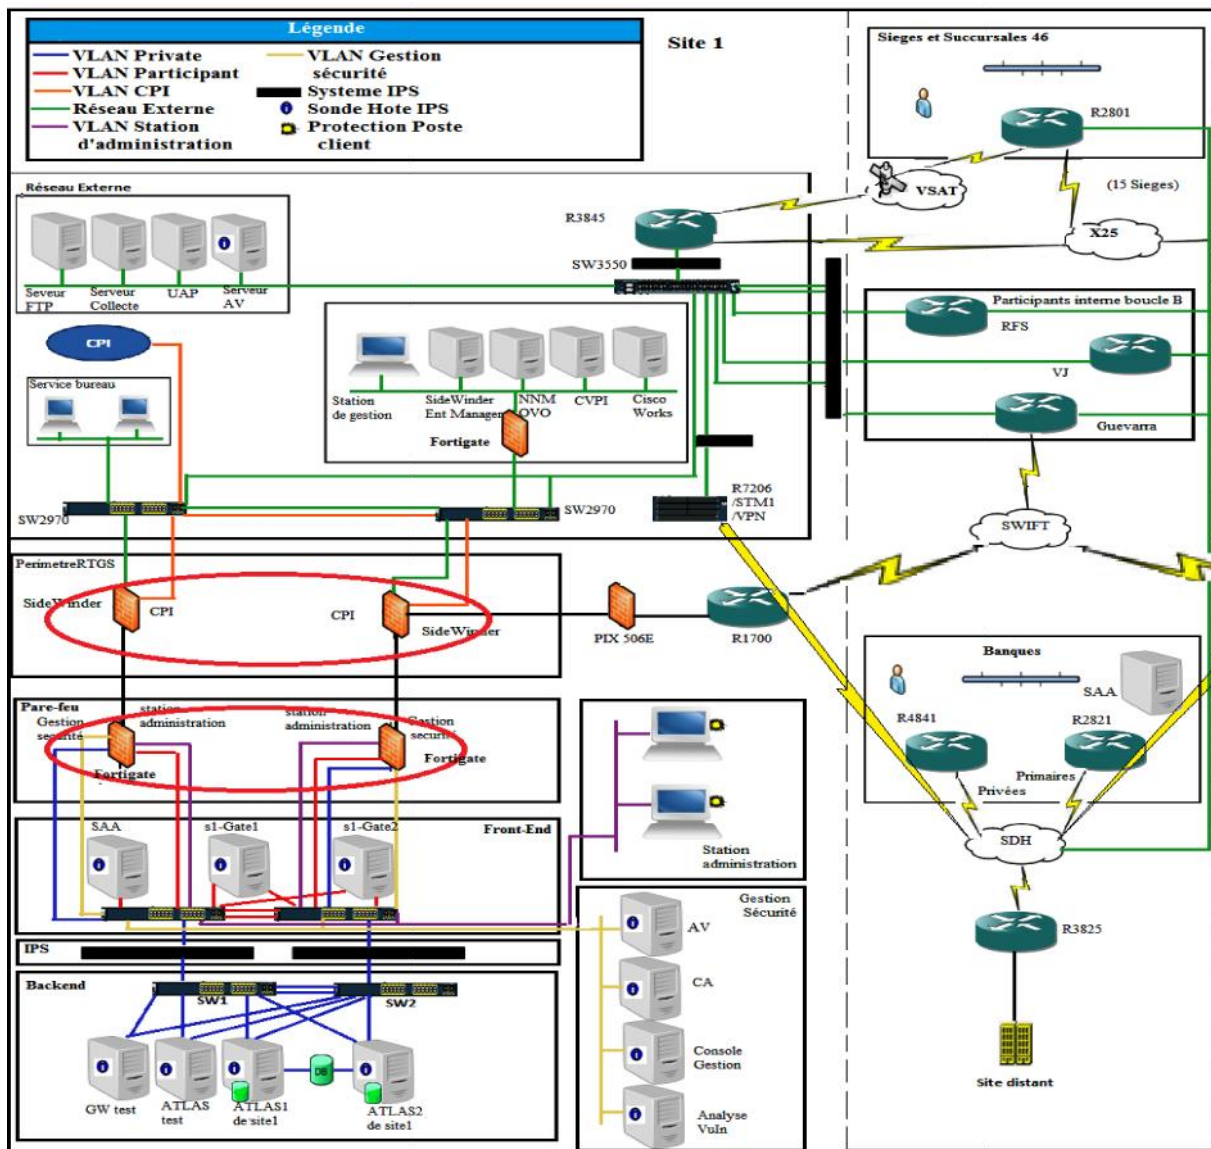 Légende
VLAN Private
VLAN Participant
VLAN CPI
Réseau Externe
VLAN Station
d'administration
VLAN Gestion
sécurité
Systeme IPS
Sonde Hote IPS
Protection Poste
client
Site 1
Sieges et Succursales 46
R2801
(15 Sieges)
VSAT
X25
Réseau Externe
Seveur
FTP
Serveur
Collecte
UAP
Serveur
AV
R3845
SW3550
CPI
Service bureau
Station
de gestion
SideWinder
Ent Manager
NNM
OVO
CVPI
Cisco
Works
Fortigate
Participants interne boucle B
RFS
VJ
Guevarra
SW2970
SW2970
R7206
/STM1
/VPN
SWIFT
PerimetreRTGS
SideWinder
CPI
CPI
SideWinder
PIX 506E
R1700
Banques
SAA
R4841
R2821
Primaires
Privées
Pare-feu
Gestion
securité
station
administration
station
administration
Gastion
securité
Fortigate
Fortigate
SAA
s1-Gate1
s1-Gate2
Front-End
Station
administration
SDH
R3825
Site distant
IPS
Backend
SW1
SW2
GW test
ATLAS
test
ATLAS1
de site1
DB
ATLAS2
de site1
Gestion
Sécurité
AV
CA
Console
Gestion
Analyse
Vuln